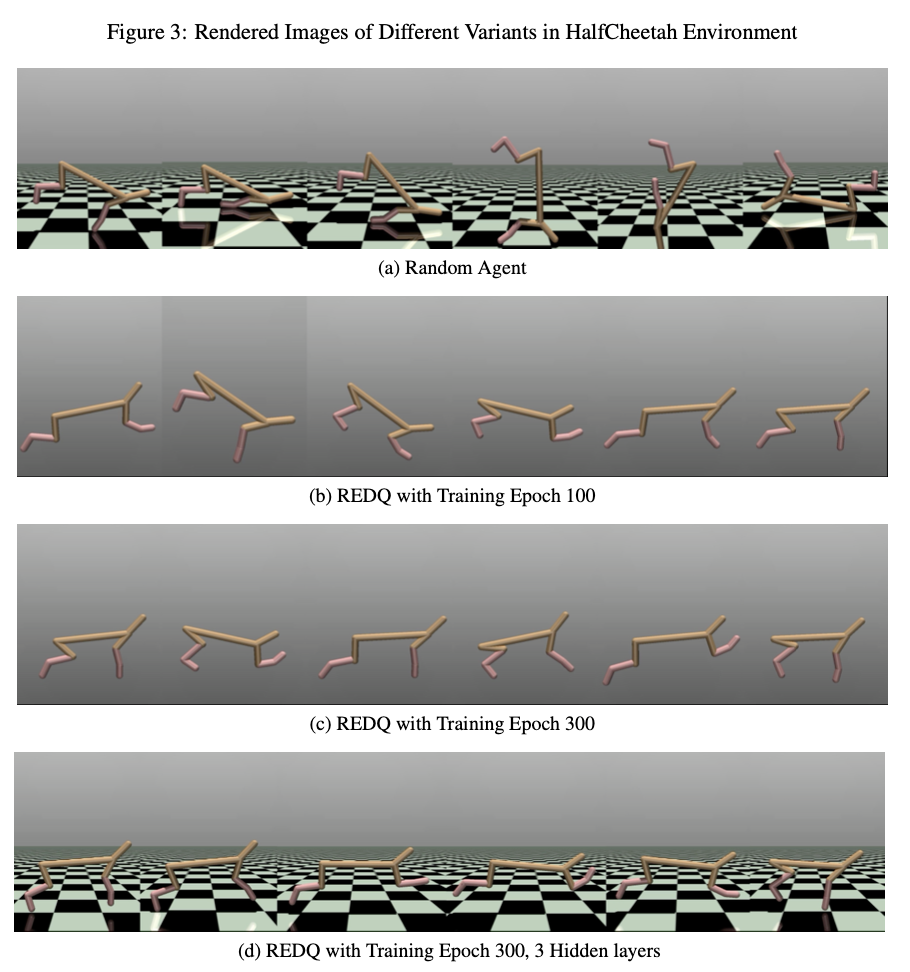 Figure 3: Rendered Images of Different Variants in HalfCheetah Environment
(a) Random Agent
(b) REDQ with Training Epoch 100
(c) REDQ with Training Epoch 300
(d) REDQ with Training Epoch 300, 3 Hidden layers